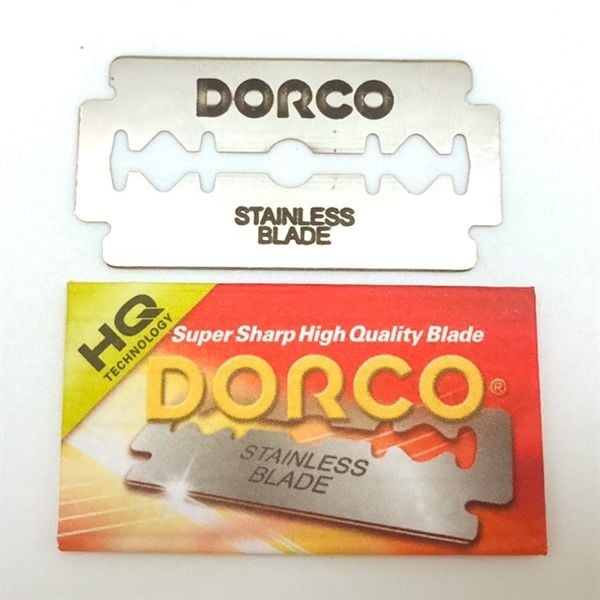 DORCO
STAINLESS
BLADE
HQ
TECHNOLOGY
Super Sharp High Quality Blade
DORCO®
STAINLESS
BLADE